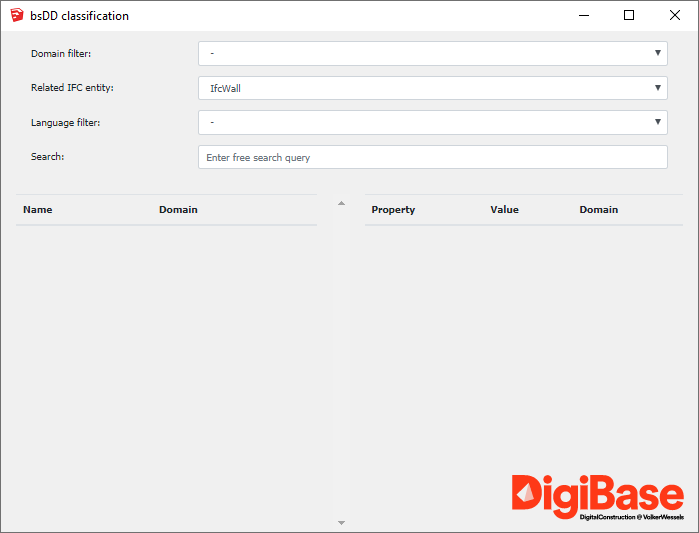 bsDD classification
Domain filter: -
Related IFC entity: IfcWall
Language filter: -
Search: Enter free search query
Name Domain
Property Value Domain
DigiBase
DigitalConstruction @ VolkerWessels